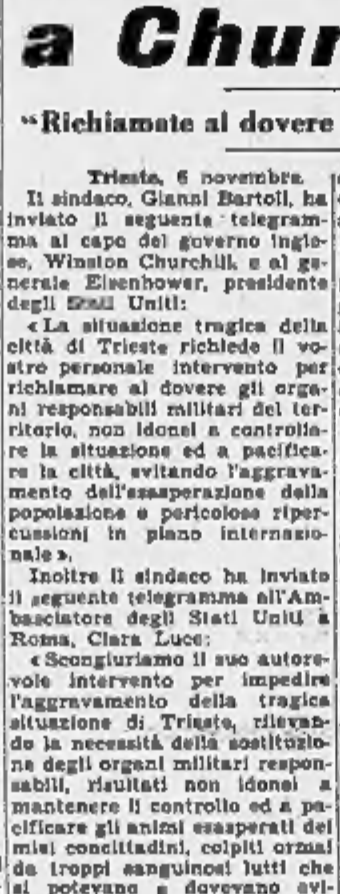 a Chur
“Richiamate al dovere
Trieste, 6 novembre.
Il sindaco, Gianni Bartoli, ha
inviato il seguente telegram-
ma al capo del governo ingle-
se, Winston Churchill, e al ge-
nerale Eisenhower, presidente
degli Stati Uniti:
«La situazione tragica della
città di Trieste richiede il vo-
stro personale intervento per
richiamare al dovere gli orga-
ni responsabili militari del ter-
ritorio, non idonei a controlla-
re la situazione ed a pacifica-
re la città, evitando l'aggrava-
mento dell'esasperazione della
popolazione e pericolose riper-
cussioni in piano internazio-
nale».
Inoltre il sindaco ha inviato
il seguente telegramma all'Am-
basciatore degli Stati Uniti a
Roma, Clara Luce:
«Scongiuriamo il suo autore-
vole intervento per impedire
l'aggravamento della tragica
situazione di Trieste, rilevan-
do la necessità della sostituzio-
ne degli organi militari respon-
sabili, risultati non idonei a
mantenere il controllo ed a pa-
cificare gli animi esasperati dei
miei concittadini, colpiti ormai
da troppi sanguinosi lutti che
si potevano e dovevano evi-